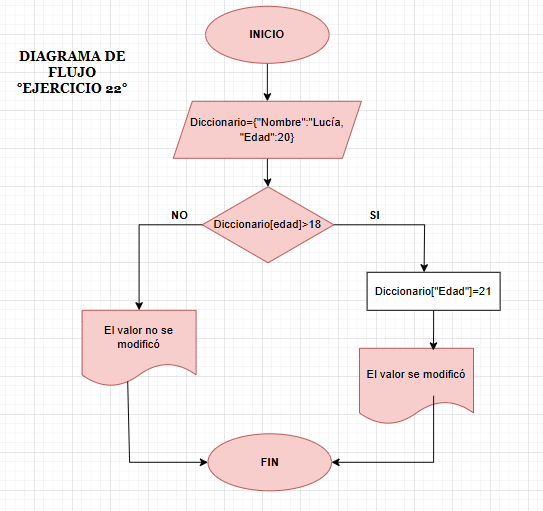 INICIO
DIAGRAMA DE
FLUJO
°EJERCICIO 22°
Diccionario={"Nombre":"Lucía,
"Edad":20}
NO
SI
Diccionario[edad]>18
Diccionario["Edad"]=21
El valor no se
modificó
El valor se modificó
FIN